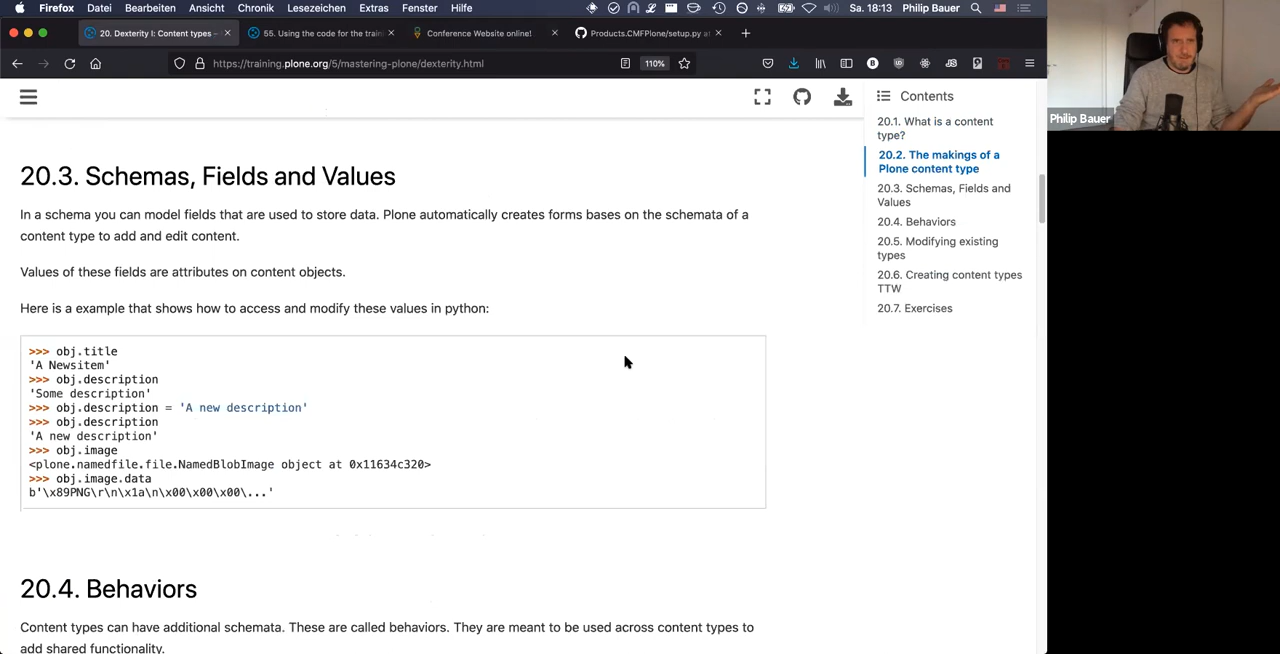 Firefox Datei Bearbeiten Ansicht Chronik Lesezeichen Extras Fenster Hilfe Sa. 18:13 Philip Bauer
20. Dexterity I: Content types –
55. Using the code for the train
Conference Website online!
Products.CMFPlone/setup.py at
https://training.plone.org/5/mastering-plone/dexterity.html
110%
Philip Bauer
Contents
20.1. What is a content
type?
20.2. The makings of a
Plone content type
20.3. Schemas, Fields and
Values
20.4. Behaviors
20.5. Modifying existing
types
20.6. Creating content types
TTW
20.7. Exercises
20.3. Schemas, Fields and Values
In a schema you can model fields that are used to store data. Plone automatically creates forms bases on the schemata of a
content type to add and edit content.
Values of these fields are attributes on content objects.
Here is a example that shows how to access and modify these values in python:
>>> obj.title
'A Newsitem'
>>> obj.description
'Some description'
>>> obj.description = 'A new description'
>>> obj.description
'A new description'
>>> obj.image
<plone.namedfile.file.NamedBlobImage object at 0x11634c320>
>>> obj.image.data
b'\x89PNG\r\n\x1a\n\x00\x00\x00\...'
20.4. Behaviors
Content types can have additional schemata. These are called behaviors. They are meant to be used across content types to
add shared functionality.